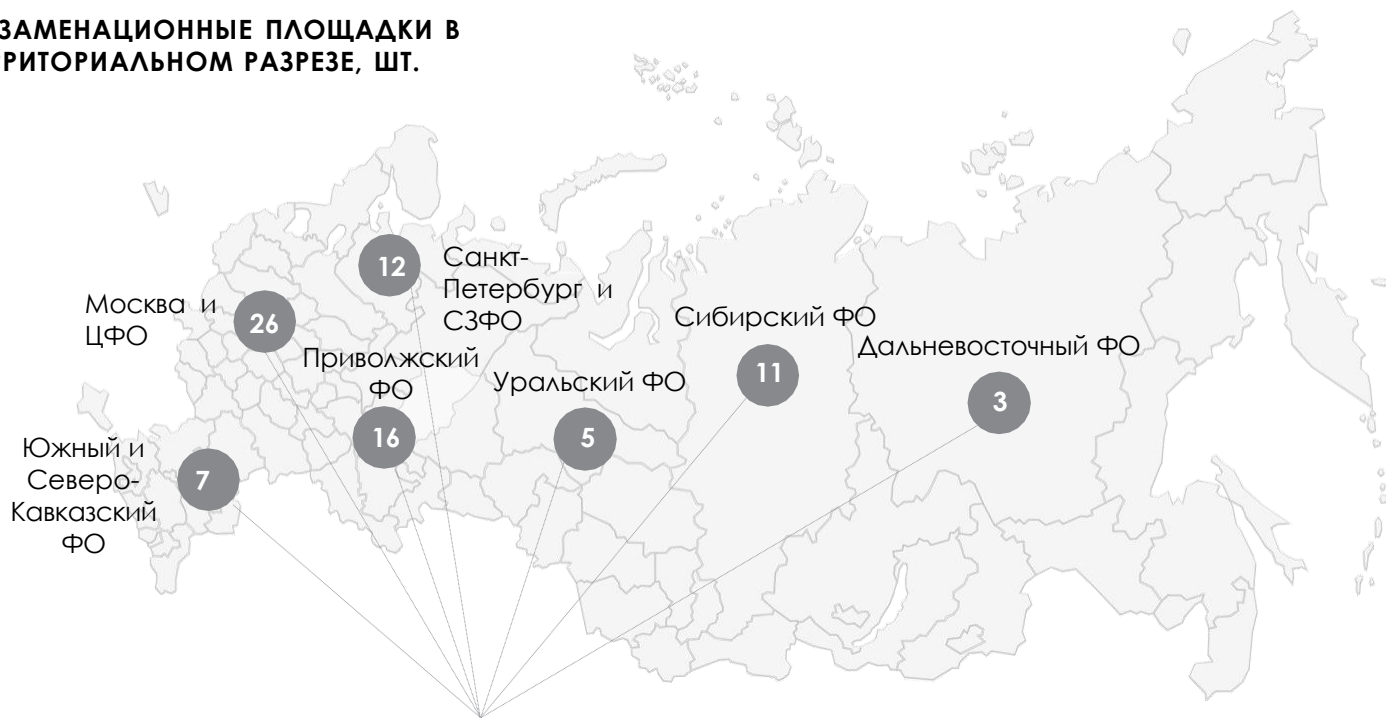 ЗАМЕНАЦИОННЫЕ ПЛОЩАДКИ В
РИТОРИАЛЬНОМ РАЗРЕЗЕ, ШТ.
12
Санкт-
Петербург и
СЗФО
Москва и
ЦФО
26
Приволжский
ФО
16
Уральский ФО
5
Сибирский ФО
11
Дальневосточный ФО
3
Южный и
Северо-
Кавказский
ФО
7